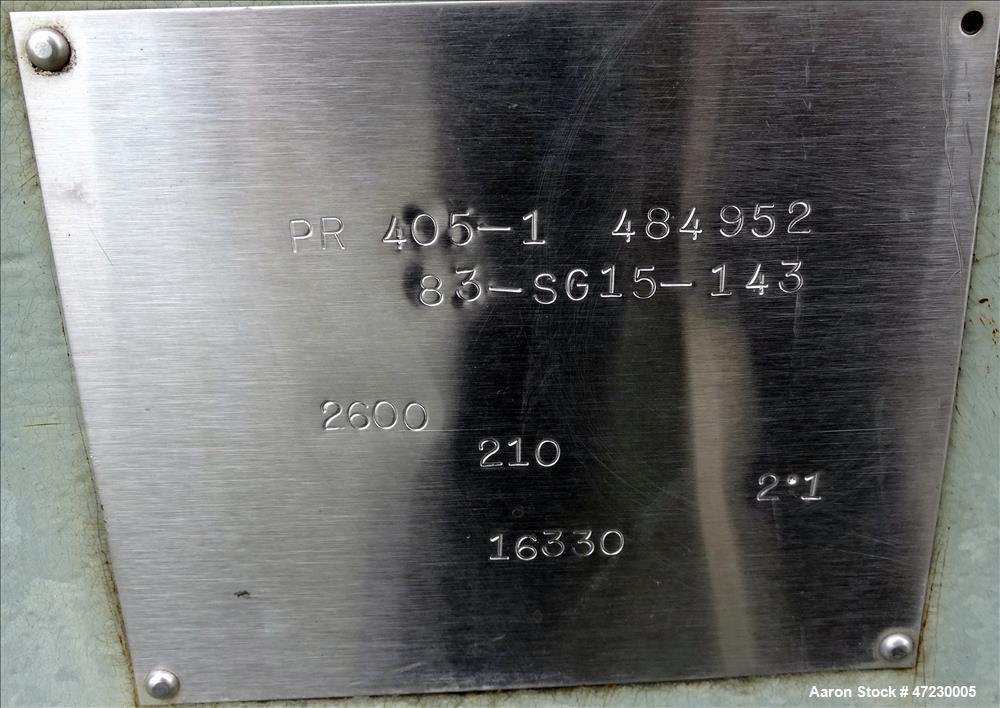 PR 405-1 484952
83-SG15-143
2600
210
2•1
16330
Aaron Stock # 47230005